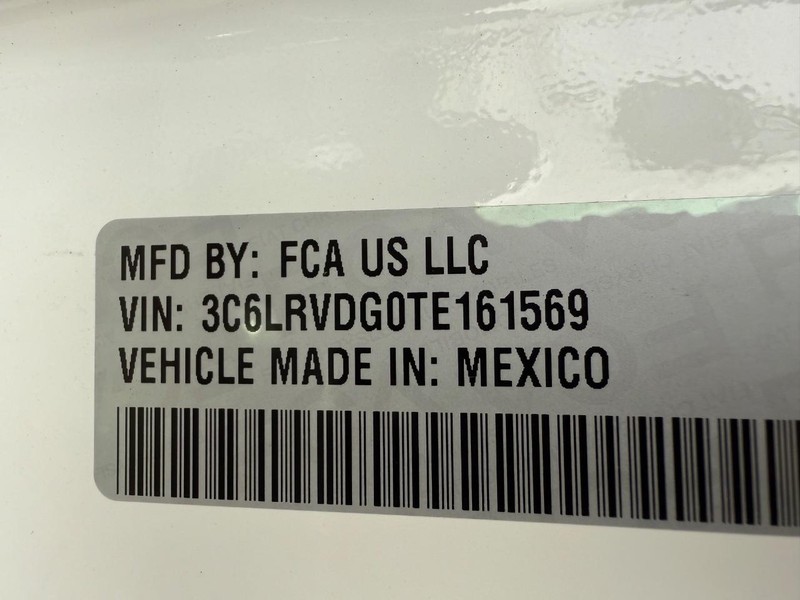 MFD BY: FCA US LLC
VIN: 3C6LRVDG0TE161569
VEHICLE MADE IN: MEXICO